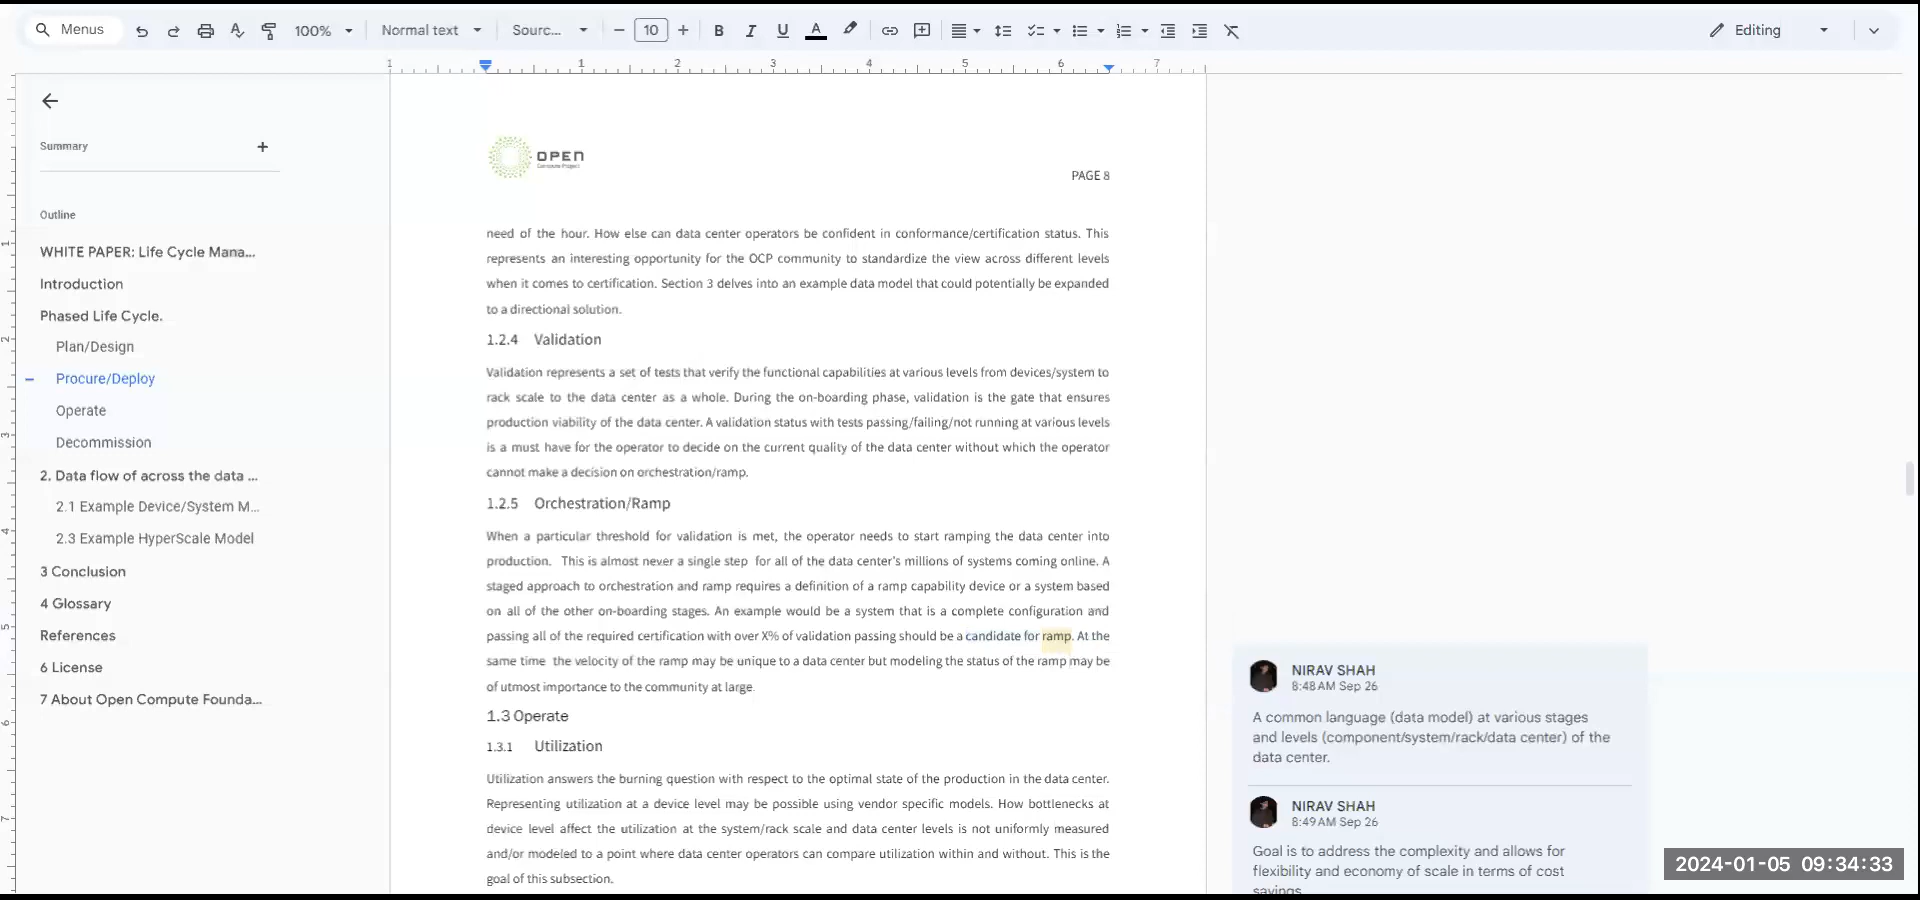 Menus
100%
Normal text
Sourc...
10
B
I
U
A
Editing
1 1 2 3 4 5 6 7
Summary
Outline
WHITE PAPER: Life Cycle Mana...
Introduction
Phased Life Cycle.
Plan/Design
Procure/Deploy
Operate
Decommission
2. Data flow of across the data ...
2.1 Example Device/System M...
2.3 Example HyperScale Model
3 Conclusion
4 Glossary
References
6 License
7 About Open Compute Founda...
1
2
3
4
5
6
7
OPEN
Compute Project
PAGE 8
need of the hour. How else can data center operators be confident in conformance/certification status. This
represents an interesting opportunity for the OCP community to standardize the view across different levels
when it comes to certification. Section 3 delves into an example data model that could potentially be expanded
to a directional solution.
1.2.4 Validation
Validation represents a set of tests that verify the functional capabilities at various levels from devices/system to
rack scale to the data center as a whole. During the on-boarding phase, validation is the gate that ensures
production viability of the data center. A validation status with tests passing/failing/not running at various levels
is a must have for the operator to decide on the current quality of the data center without which the operator
cannot make a decision on orchestration/ramp.
1.2.5 Orchestration/Ramp
When a particular threshold for validation is met, the operator needs to start ramping the data center into
production. This is almost never a single step for all of the data center's millions of systems coming online. A
staged approach to orchestration and ramp requires a definition of a ramp capability device or a system based
on all of the other on-boarding stages. An example would be a system that is a complete configuration and
passing all of the required certification with over X% of validation passing should be a candidate for ramp. At the
same time the velocity of the ramp may be unique to a data center but modeling the status of the ramp may be
of utmost importance to the community at large.
1.3 Operate
1.3.1 Utilization
Utilization answers the burning question with respect to the optimal state of the production in the data center.
Representing utilization at a device level may be possible using vendor specific models. How bottlenecks at
device level affect the utilization at the system/rack scale and data center levels is not uniformly measured
and/or modeled to a point where data center operators can compare utilization within and without. This is the
goal of this subsection.
NIRAV SHAH
8:48 AM Sep 26
A common language (data model) at various stages
and levels (component/system/rack/data center) of the
data center.
NIRAV SHAH
8:49 AM Sep 26
Goal is to address the complexity and allows for
flexibility and economy of scale in terms of cost
savings
2024-01-05 09:34:33